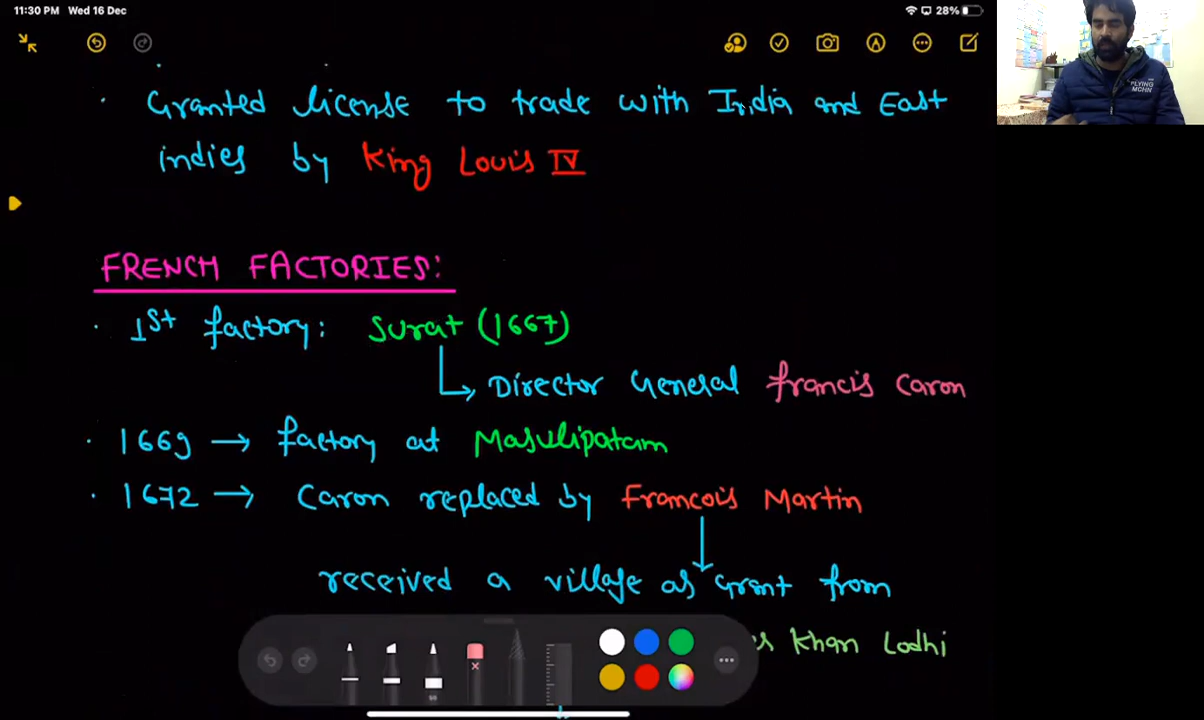 11:30 PM Wed 16 Dec
28%
FLYING
MCHN
Granted license to trade with India and East
indies by King Louis IV
FRENCH FACTORIES:
1st factory: Surat (1667)
Director General Francis Caron
1669 → factory at Masulipatam
1672 → Caron replaced by Francois Martin
received a village as Grant from
Khan Lodhi